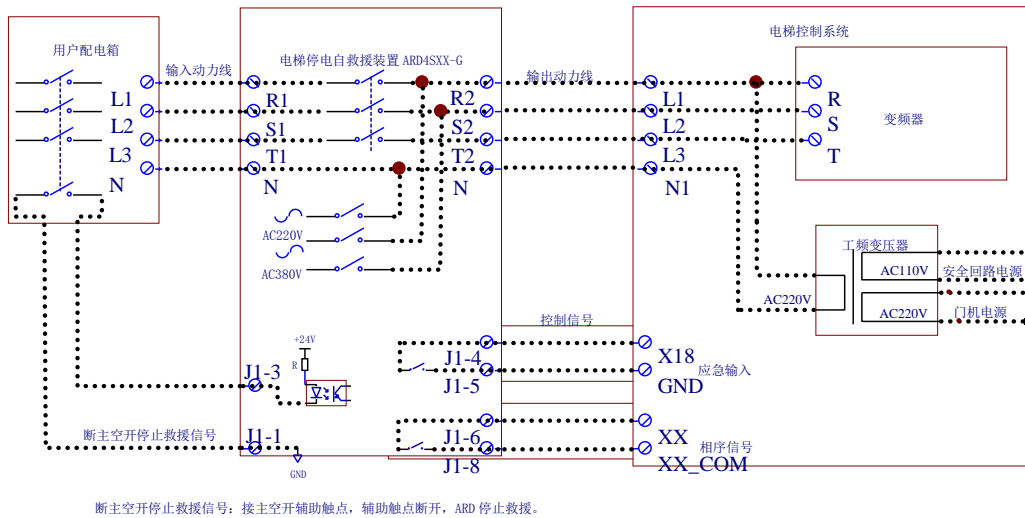 用户配电箱
L1
L2
L3
N
输入动力线
电梯停电自救援装置 ARD4SXX-G
R1
S1
T1
N
R2
S2
T2
N
AC220V
AC380V
输出动力线
电梯控制系统
L1
L2
L3
N1
R
S
T
变频器
工频变压器
AC220V
AC110V
AC220V
安全回路电源
门机电源
+24V
R
J1-3
J1-1
GND
断主空开停止救援信号
控制信号
J1-4
J1-5
X18
GND
应急输入
J1-6
J1-8
XX
XX_COM
相序信号
断主空开停止救援信号：接主空开辅助触点，辅助触点断开，ARD 停止救援。